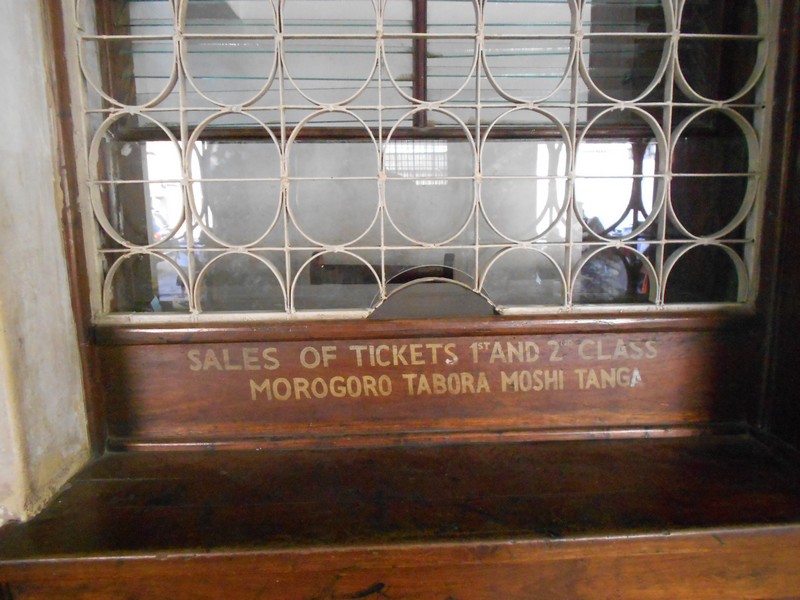 SALES OF TICKETS 1ST AND 2ND CLASS
MOROGORO TABORA MOSHI TANGA